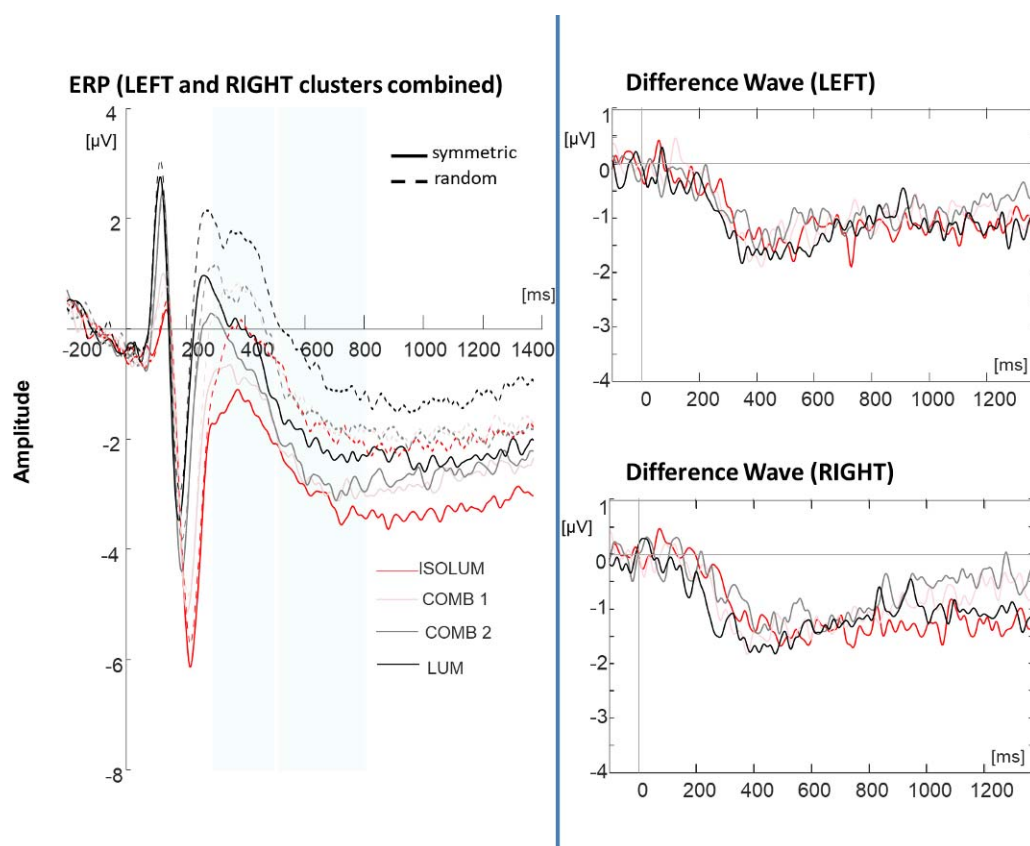 ERP (LEFT and RIGHT clusters combined)
4
[µV]
symmetric
random
2
[ms]
-200 0 200 400 600 800 1000 1200 1400
Amplitude
-2
-4
ISOLUM
COMB 1
COMB 2
LUM
-6
-8
Difference Wave (LEFT)
1
[µV]
0
-1
-2
-3
[ms]
-4
0 200 400 600 800 1000 1200
Difference Wave (RIGHT)
1
[µV]
0
-1
-2
-3
[ms]
-4
0 200 400 600 800 1000 1200